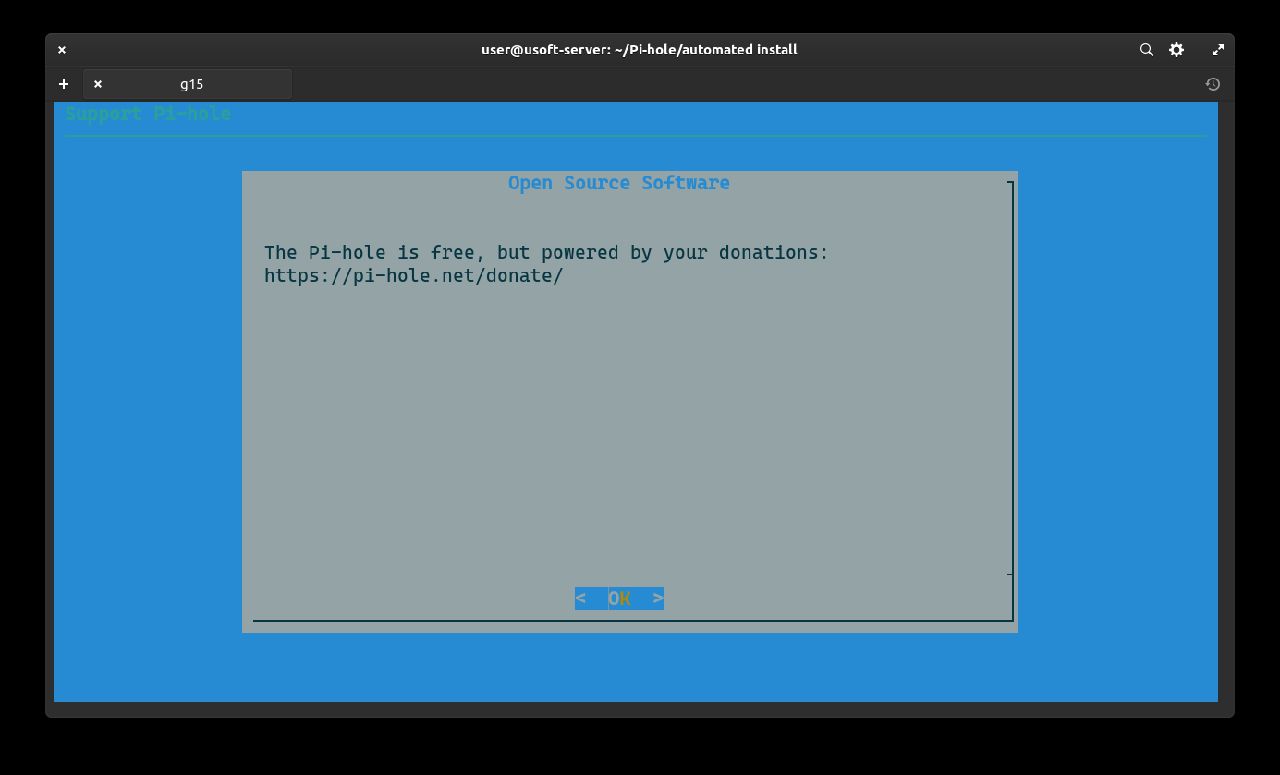 user@usoft-server: ~/Pi-hole/automated install
g15
Support Pi-hole
Open Source Software
The Pi-hole is free, but powered by your donations:
https://pi-hole.net/donate/
< OK >